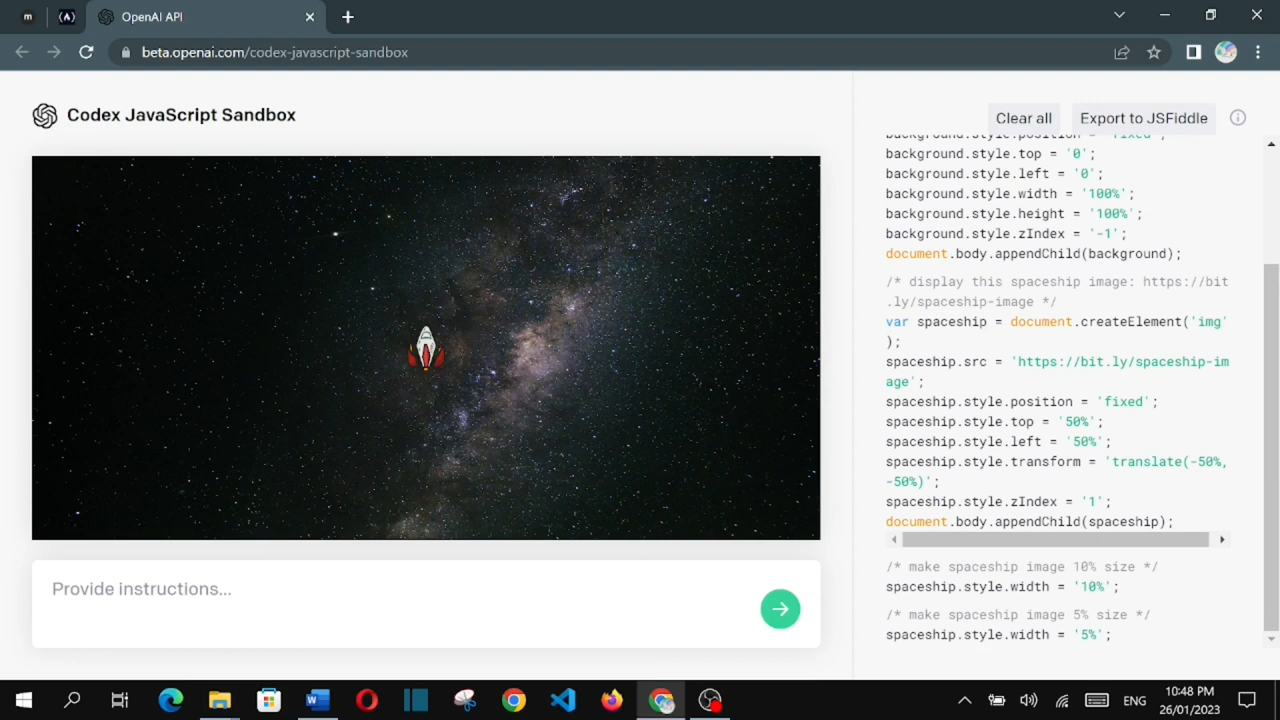 m
(A)
OpenAI API
beta.openai.com/codex-javascript-sandbox
Codex JavaScript Sandbox
Clear all
Export to JSFiddle
background.style.position = 'fixed';
background.style.top = '0';
background.style.left = '0';
background.style.width = '100%';
background.style.height = '100%';
background.style.zIndex = '-1';
document.body.appendChild(background);
/* display this spaceship image: https://bit
.ly/spaceship-image */
var spaceship = document.createElement('img'
);
spaceship.src = 'https://bit.ly/spaceship-im
age';
spaceship.style.position = 'fixed';
spaceship.style.top = '50%';
spaceship.style.left = '50%';
spaceship.style.transform = 'translate(-50%,
-50%)';
spaceship.style.zIndex = '1';
document.body.appendChild(spaceship);
/* make spaceship image 10% size */
spaceship.style.width = '10%';
/* make spaceship image 5% size */
spaceship.style.width = '5%';
Provide instructions...
ENG
10:48 PM
26/01/2023